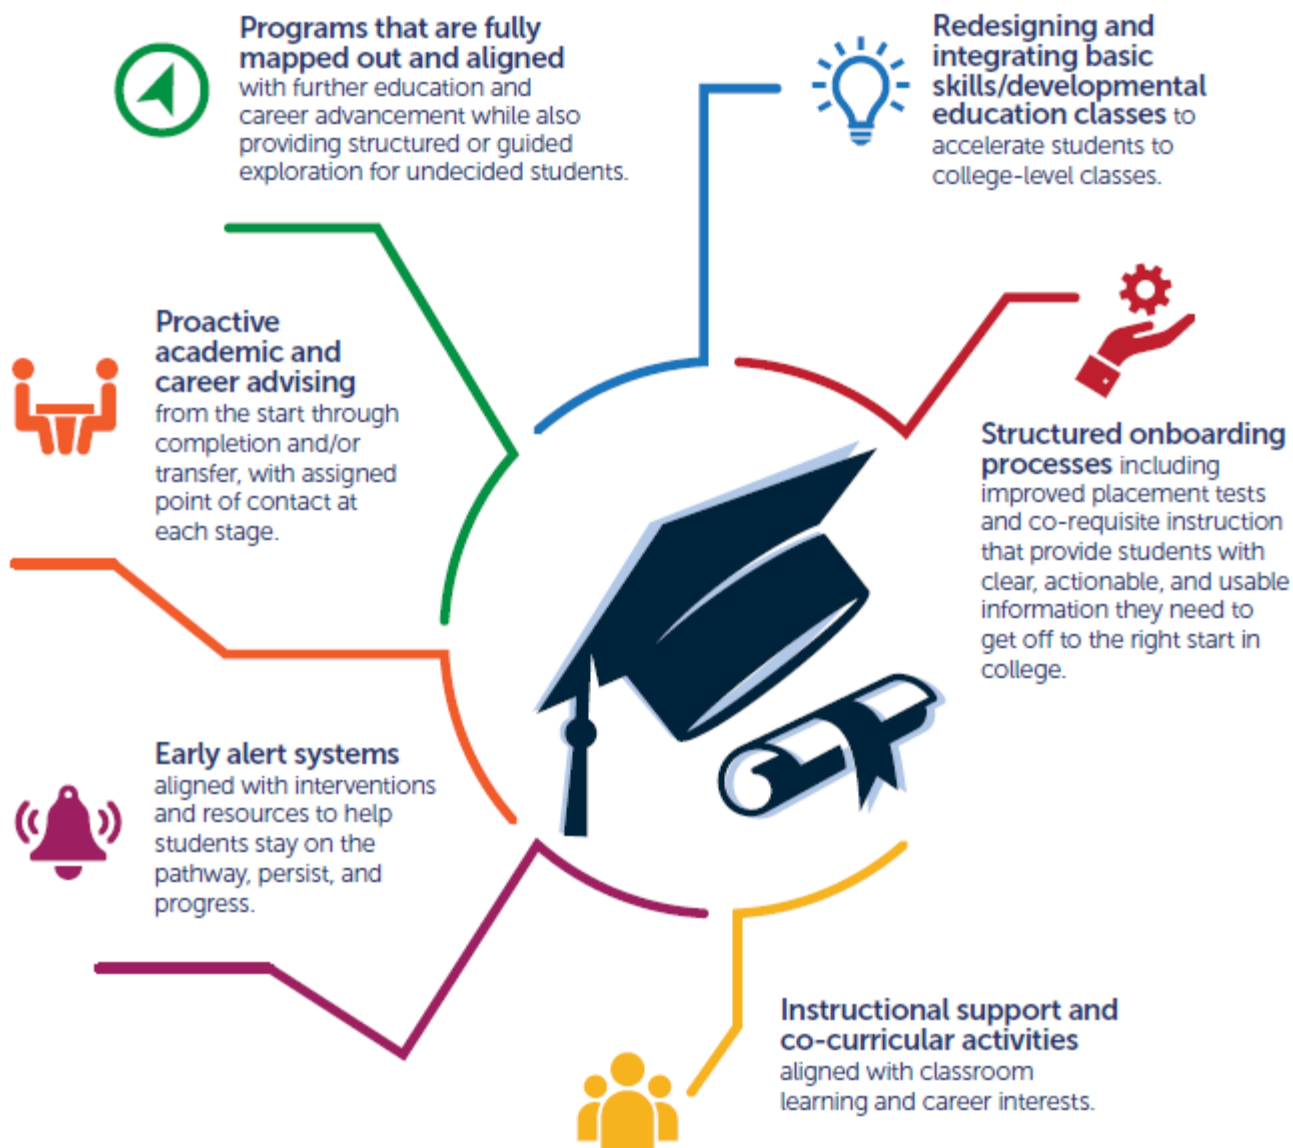 Programs that are fully
mapped out and aligned
with further education and
career advancement while also
providing structured or guided
exploration for undecided students.
Redesigning and
integrating basic
skills/developmental
education classes to
accelerate students to
college-level classes.
Proactive
academic and
career advising
from the start through
completion and/or
transfer, with assigned
point of contact at
each stage.
Structured onboarding
processes including
improved placement tests
and co-requisite instruction
that provide students with
clear, actionable, and usable
information they need to
get off to the right start in
college.
Early alert systems
aligned with interventions
and resources to help
students stay on the
pathway, persist, and
progress.
Instructional support and
co-curricular activities
aligned with classroom
learning and career interests.